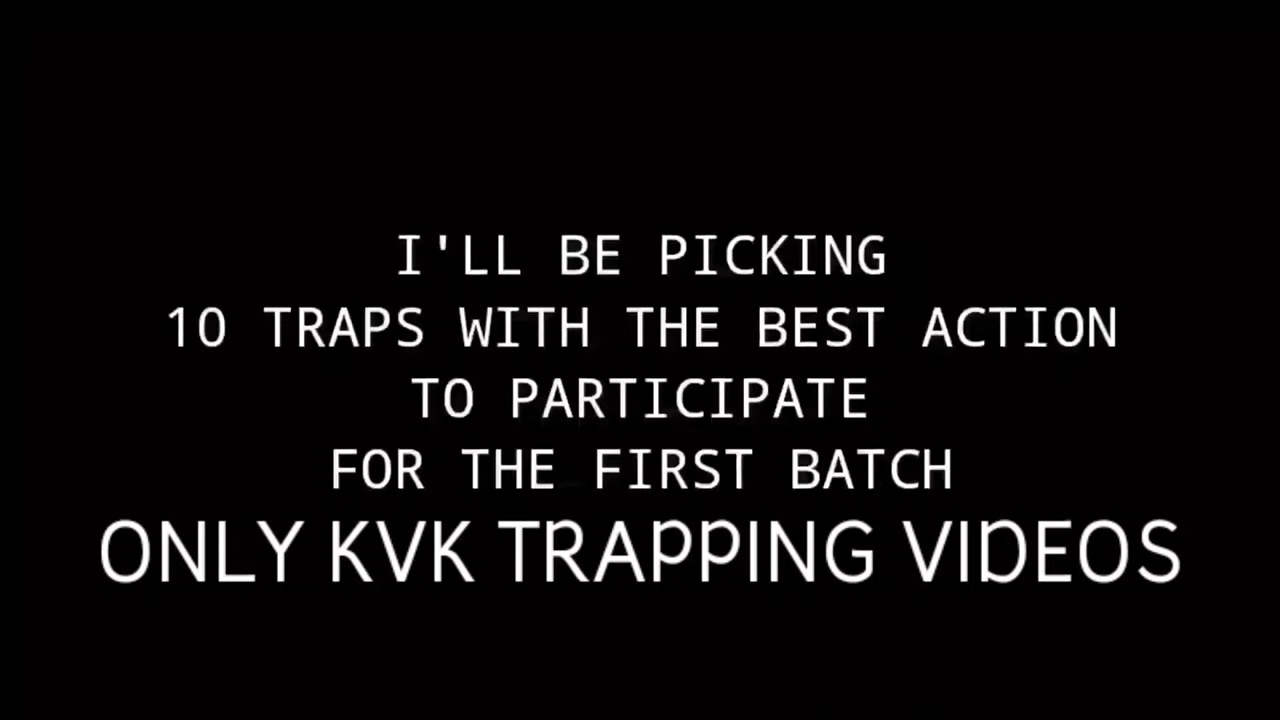 I'LL BE PICKING
10 TRAPS WITH THE BEST ACTION
TO PARTICIPATE
FOR THE FIRST BATCH
ONLY KVK TRAPPING VIDEOS